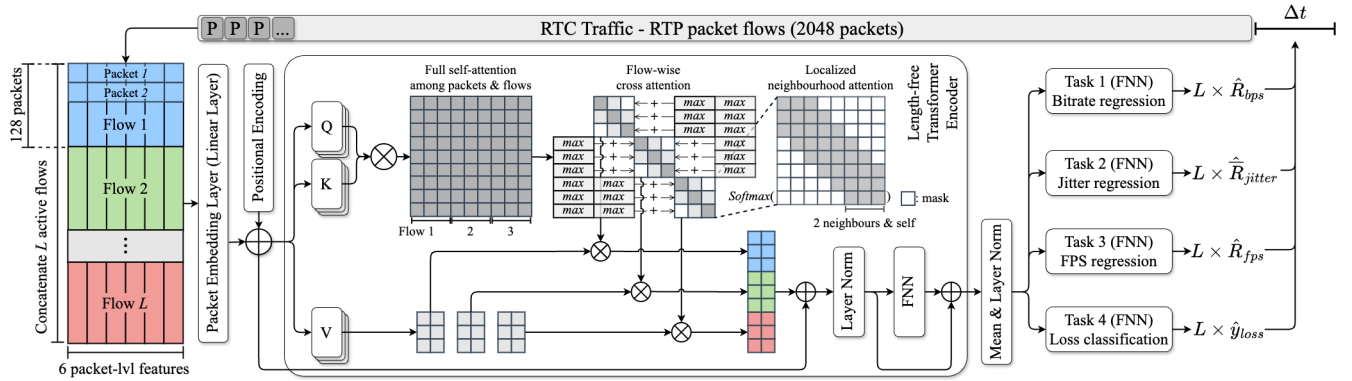 P P P ...
RTC Traffic - RTP packet flows (2048 packets)
Δt
128 packets
Concatenate L active flows
Packet 1
Packet 2
Flow 1
Flow 2
⋮
Flow L
6 packet-lvl features
Packet Embedding Layer (Linear Layer)
Positional Encoding
Q
K
V
Full self-attention
among packets & flows
Flow 1 2 3
Flow-wise
cross attention
← + — max max
← + — max max
← + — max max
max — + → ← + — max
max — + → ← + — max
max — + → ← + — max
max max — + →
max max — + →
max max — + →
Localized
neighbourhood attention
Softmax( )
: mask
2 neighbours & self
Length-free
Transformer
Encoder
Layer Norm
FNN
Mean & Layer Norm
Task 1 (FNN)
Bitrate regression
L × R̂bps
Task 2 (FNN)
Jitter regression
L × R̄̂jitter
Task 3 (FNN)
FPS regression
L × R̂fps
Task 4 (FNN)
Loss classification
L × ŷloss